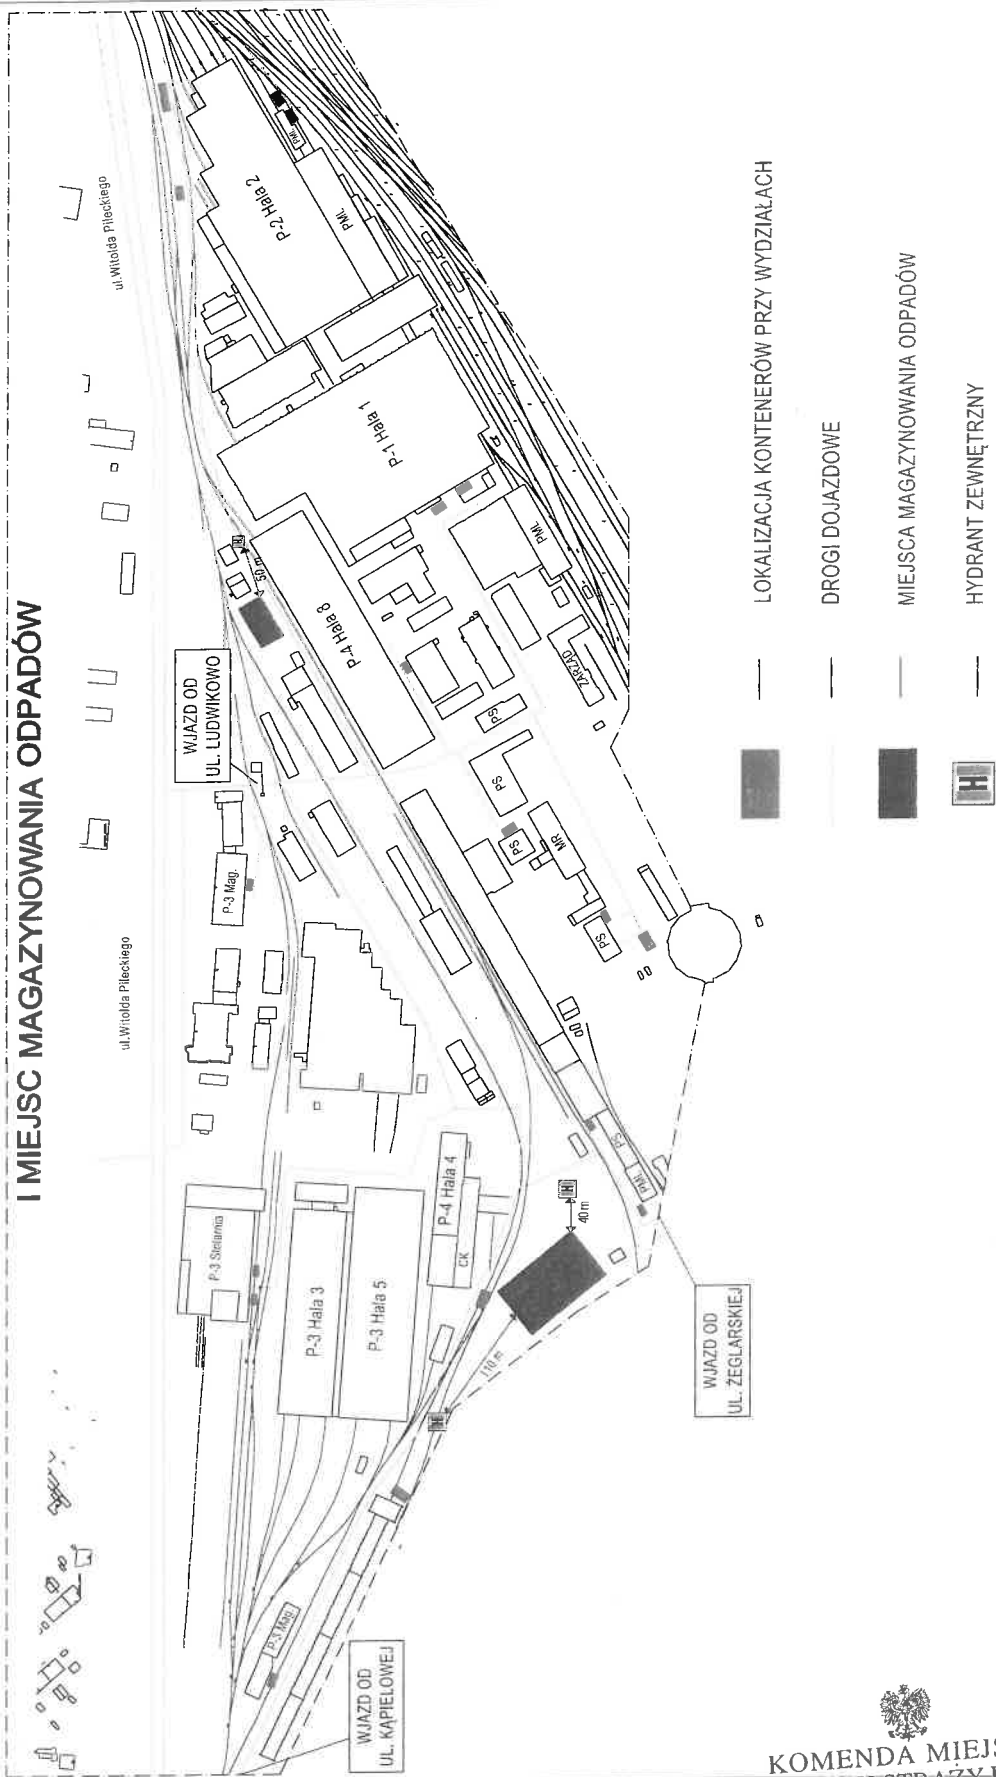 I MIEJSC MAGAZYNOWANIA ODPADÓW
ul.Witolda Pileckiego
ul.Witolda Pileckiego
WJAZD OD
UL. LUDWIKOWO
WJAZD OD
UL. KĄPIELOWEJ
WJAZD OD
UL. ŻEGLARSKIEJ
P-3 Mag.
P-3 Stolarnia
P-3 Hala 3
P-3 Hala 5
P-4 Hala 4
CK
P-3 Mag.
H
110 m
H
40 m
PML
PS
PS
MR
PS
PS
PS
ZARZĄD
PML
P-4 Hala 8
50 m
H
P-1 Hala 1
P-2 Hala 2
PML
PML
LOKALIZACJA KONTENERÓW PRZY WYDZIAŁACH
DROGI DOJAZDOWE
MIEJSCA MAGAZYNOWANIA ODPADÓW
H
HYDRANT ZEWNĘTRZNY
KOMENDA